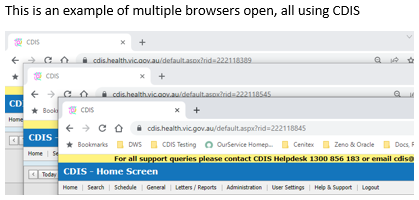 This is an example of multiple browsers open, all using CDIS
CDIS
cdis.health.vic.gov.au/default.aspx?rid=222118389
CDIS
cdis.health.vic.gov.au/default.aspx?rid=222118545
CD
Home
CDIS
cdis.health.vic.gov.au/default.aspx?rid=222118845
Bookmarks DWS CDIS Testing OurService Homep... Cenitex Zeno & Oracle Docs, F
For all support queries please contact CDIS Helpdesk 1300 856 183 or email cdis@
CDIS -
CDIS - Home Screen
Home
Home | Search | Schedule | General | Letters / Reports | Administration | User Settings | Help & Support | Logout
Today